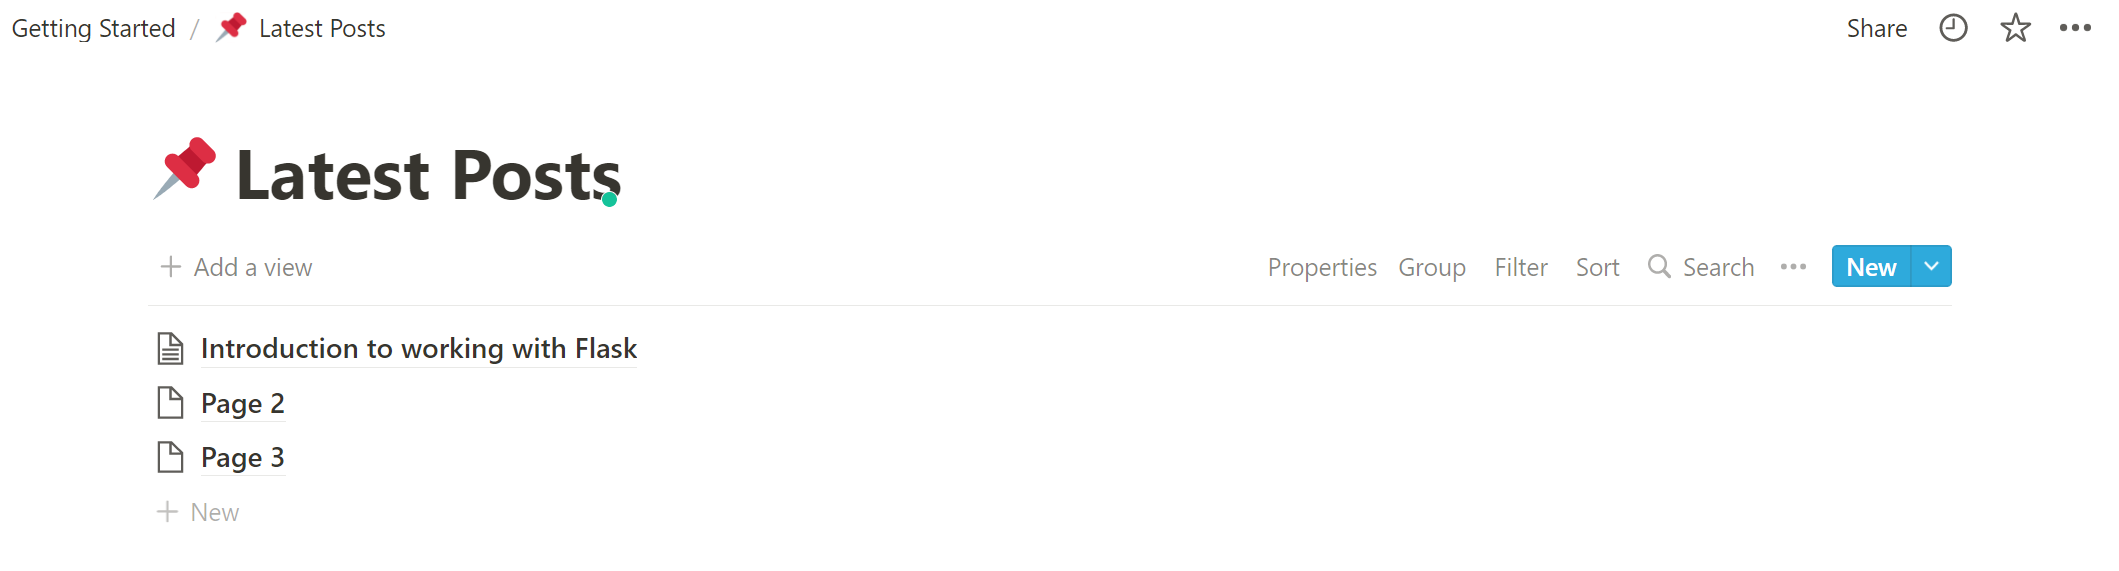 Getting Started / Latest Posts Share
Latest Posts
Add a view Properties Group Filter Sort Search New
Introduction to working with Flask
Page 2
Page 3
New